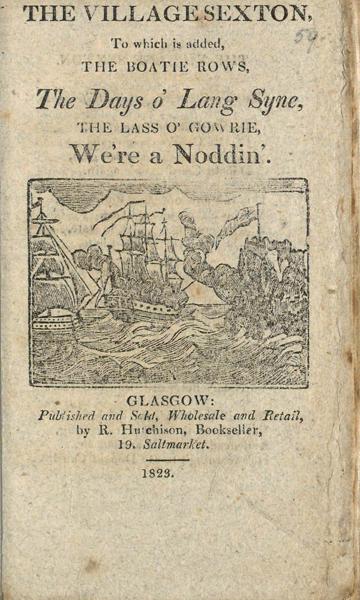 THE VILLAGE SEXTON,
To which is added,
THE BOATIE ROWS,
The Days o' Lang Syne,
THE LASS O' GOWRIE,
We're a Noddin'.
GLASGOW:
Published and Sold, Wholesale and Retail,
by R. Hutchison, Bookseller,
19. Saltmarket.
1823.